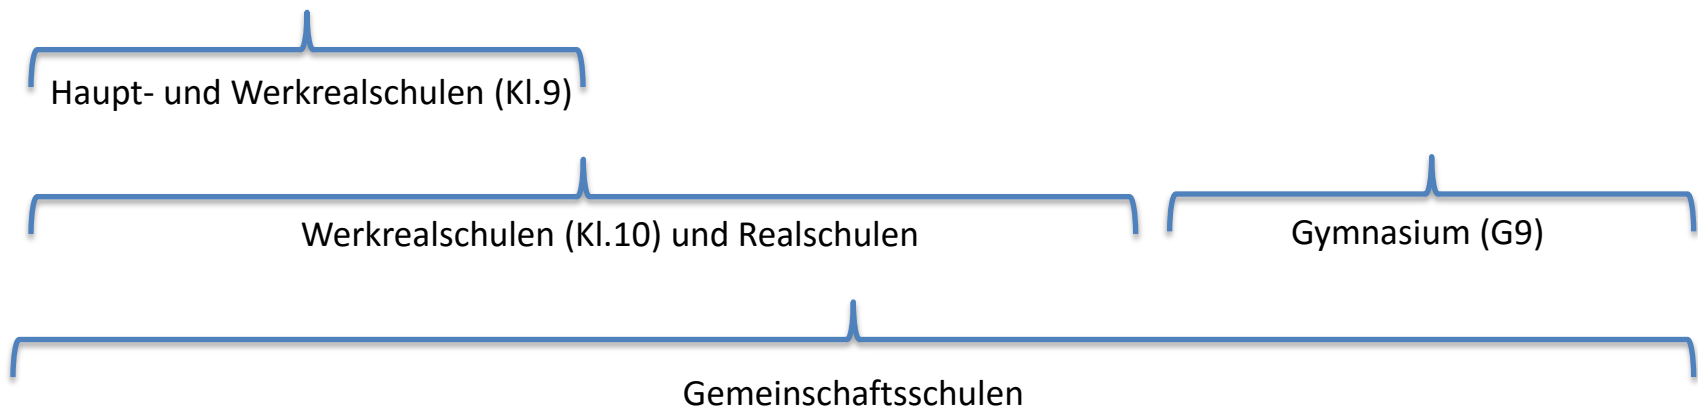 Haupt- und Werkrealschulen (Kl.9)
Werkrealschulen (Kl.10) und Realschulen
Gymnasium (G9)
Gemeinschaftsschulen